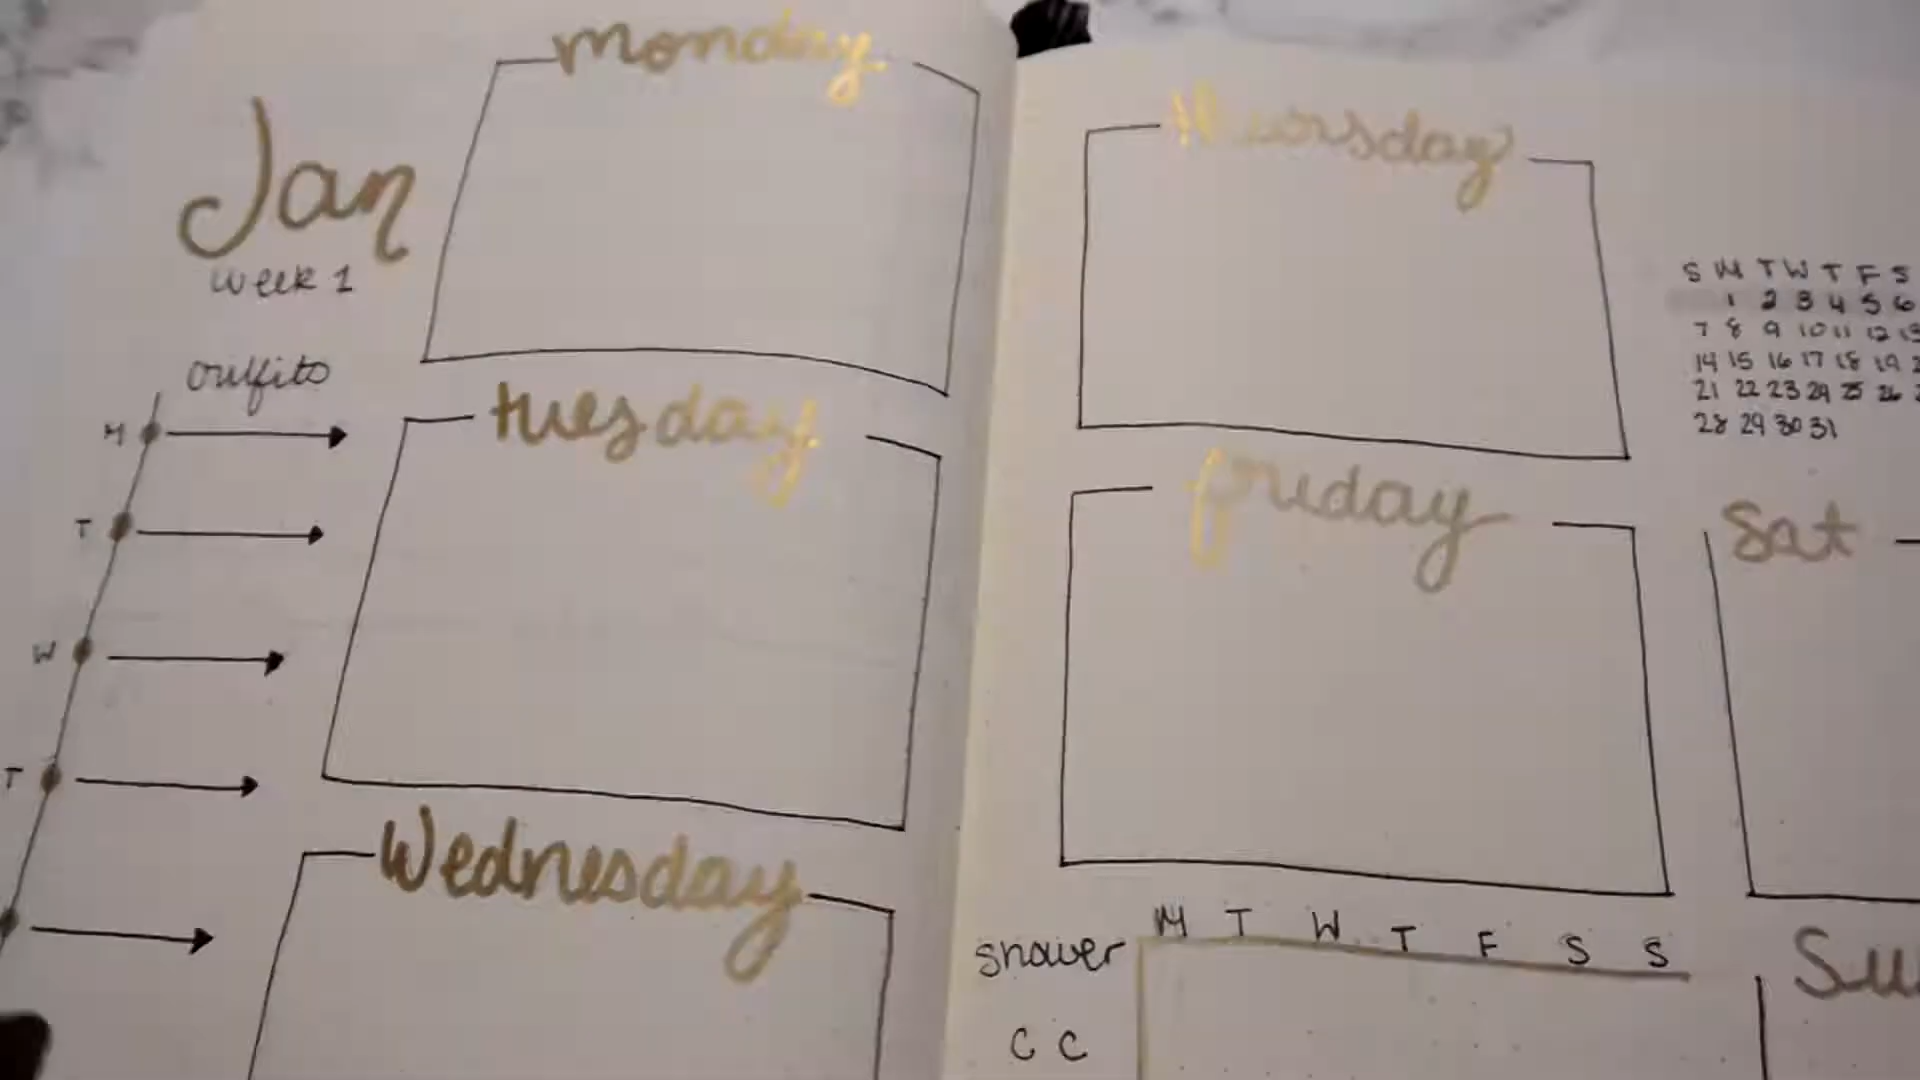 Jan
week 1
outfits
M
T
W
T
monday
tuesday
Wednesday
thursday
friday
S M T W T F S
1 2 3 4 5 6
7 8 9 10 11 12 13
14 15 16 17 18 19
21 22 23 24 25 26
28 29 30 31
Sat
M T W T F S S
shower
C C
Su